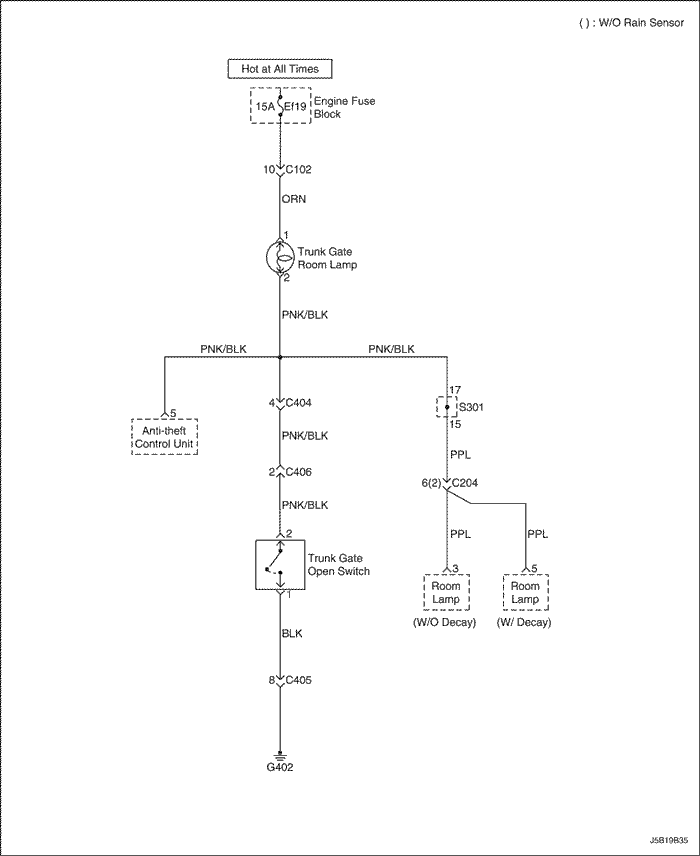 ( ) : W/O Rain Sensor
Hot at All Times
15A Ef19 Engine Fuse
Block
10 C102
ORN
1
Trunk Gate
Room Lamp
2
PNK/BLK
PNK/BLK PNK/BLK
17
4 C404
S301
5
15
Anti-theft
Control Unit
PNK/BLK
PPL
2 C406
6(2) C204
PNK/BLK
2
PPL PPL
Trunk Gate
Open Switch
3 5
Room
Lamp
Room
Lamp
1
(W/O Decay) (W/ Decay)
BLK
8 C405
G402
J5B19B35